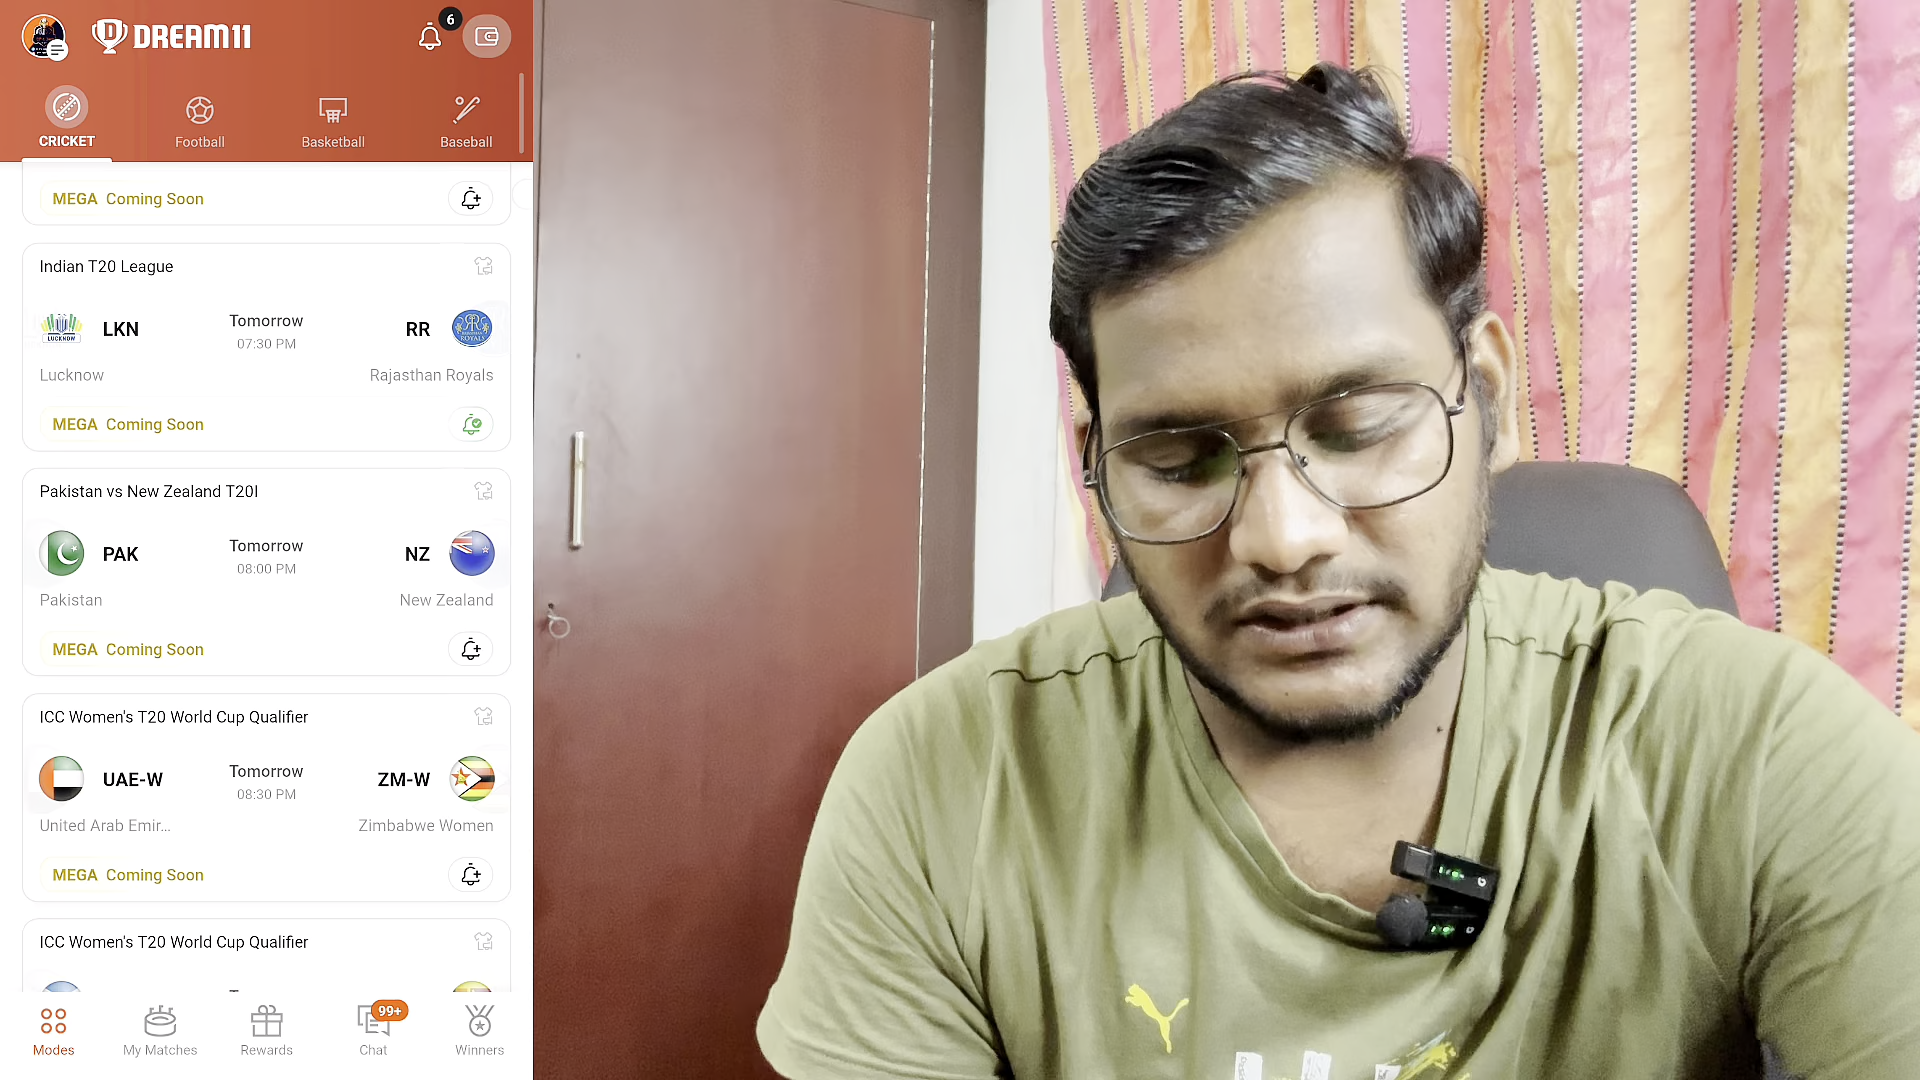 DREAM11
6
CRICKET
Football
Basketball
Baseball
MEGA Coming Soon
Indian T20 League
LUCKNOW
LKN
Tomorrow
07:30 PM
RR
ROYALS
Lucknow
Rajasthan Royals
MEGA Coming Soon
Pakistan vs New Zealand T20I
PAK
Tomorrow
08:00 PM
NZ
Pakistan
New Zealand
MEGA Coming Soon
ICC Women's T20 World Cup Qualifier
UAE-W
Tomorrow
08:30 PM
ZM-W
United Arab Emir...
Zimbabwe Women
MEGA Coming Soon
ICC Women's T20 World Cup Qualifier
99+
Modes
My Matches
Rewards
Chat
Winners